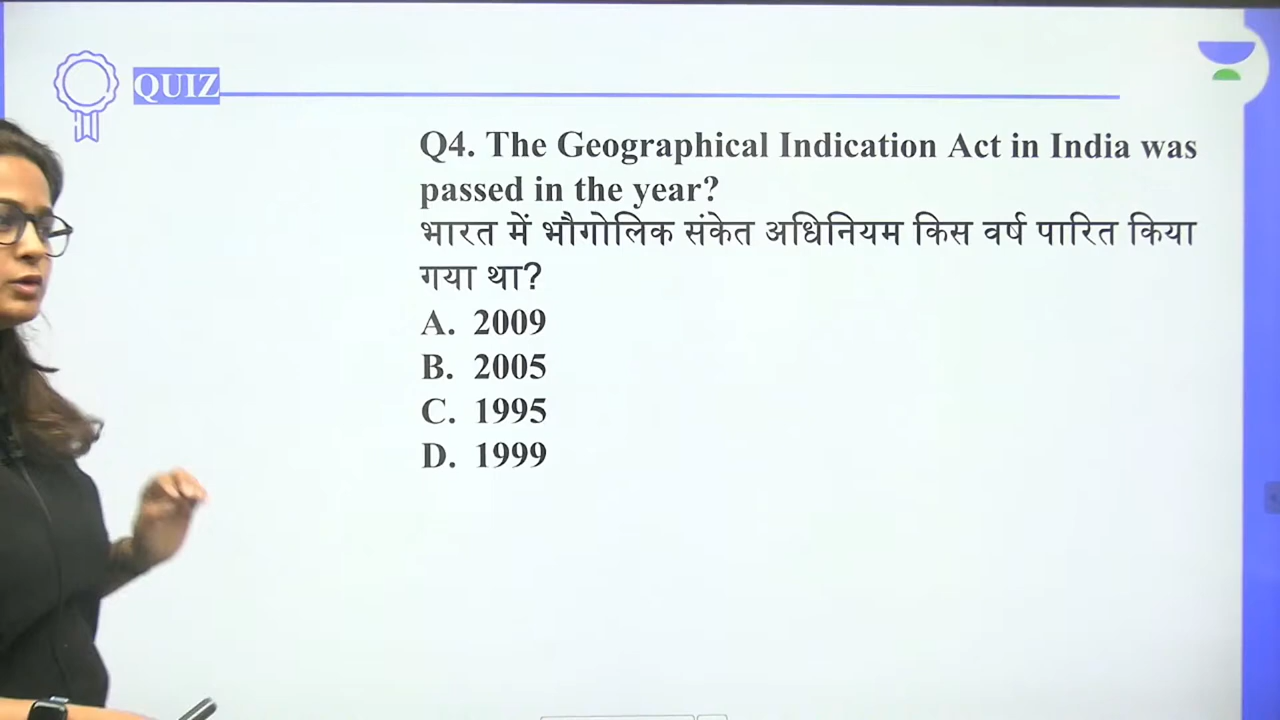 QUIZ
Q4. The Geographical Indication Act in India was
passed in the year?
भारत में भौगोलिक संकेत अधिनियम किस वर्ष पारित किया
गया था?
A. 2009
B. 2005
C. 1995
D. 1999